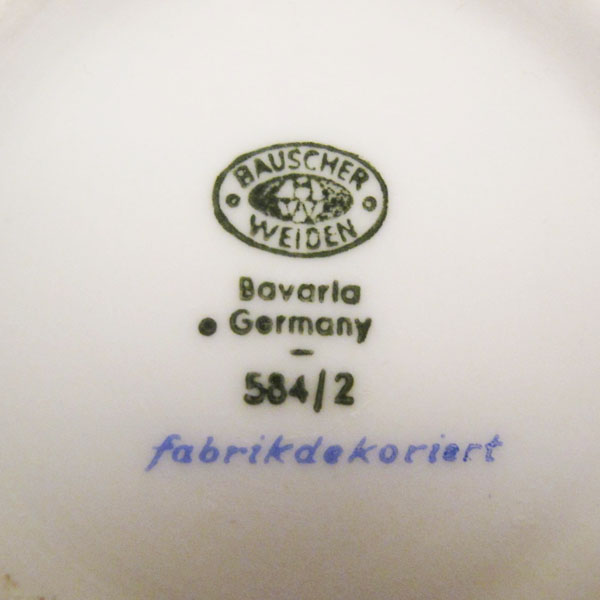 BAUSCHER
WEIDEN
Bavaria
Germany
584/2
fabrikdekoriert